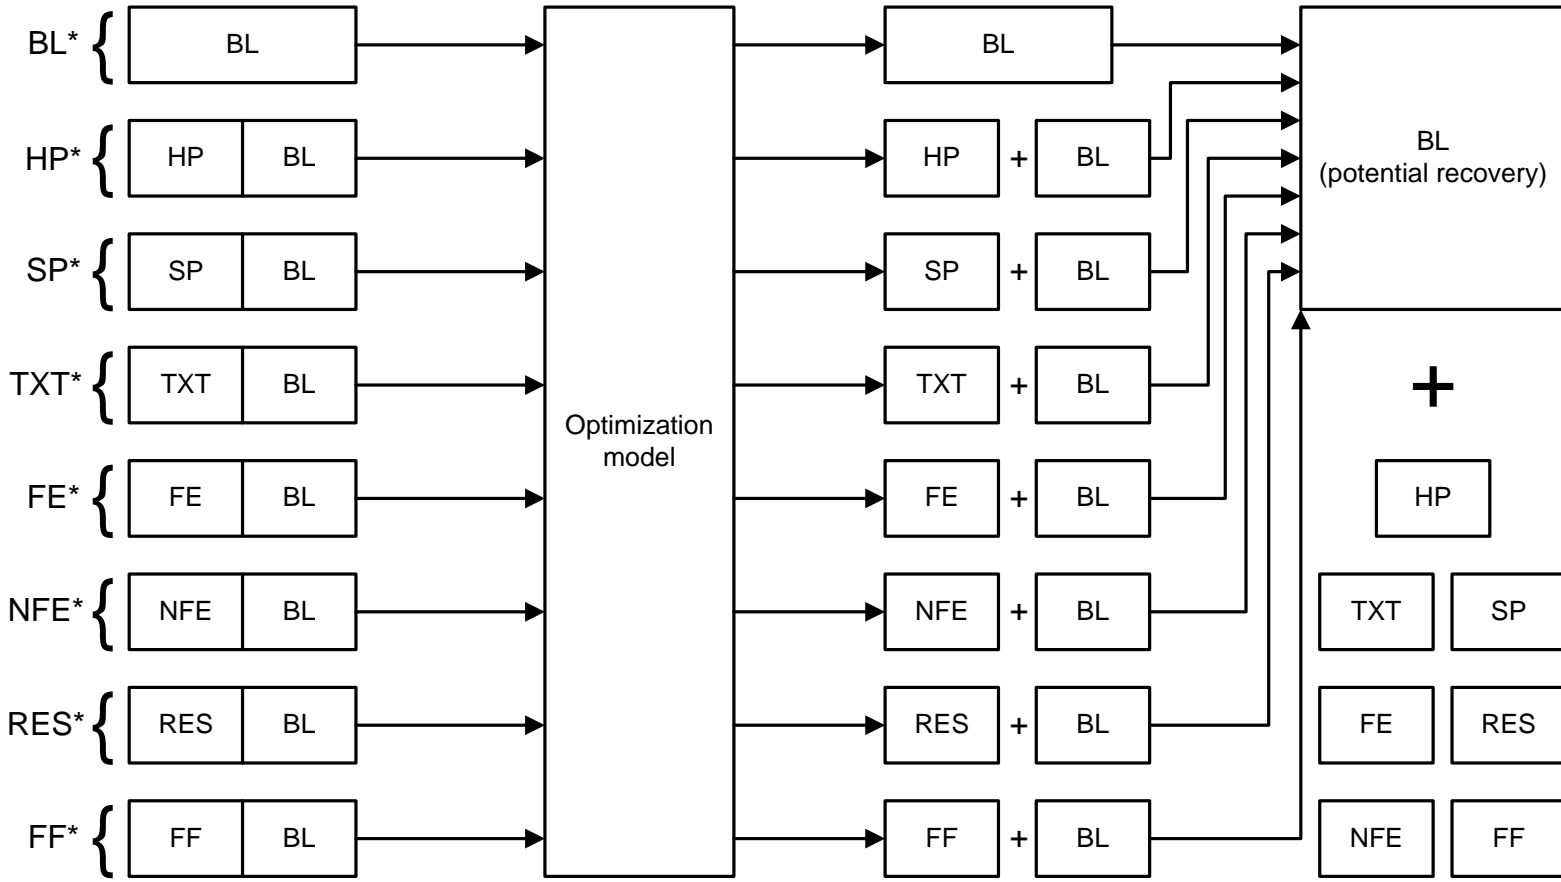 BL* { BL BL
BL
(potential recovery)
HP* { HP BL HP + BL
SP* { SP BL SP + BL
TXT* { TXT BL TXT + BL +
Optimization
model
FE* { FE BL FE + BL HP
NFE* { NFE BL NFE + BL TXT SP
RES* { RES BL RES + BL FE RES
FF* { FF BL FF + BL NFE FF